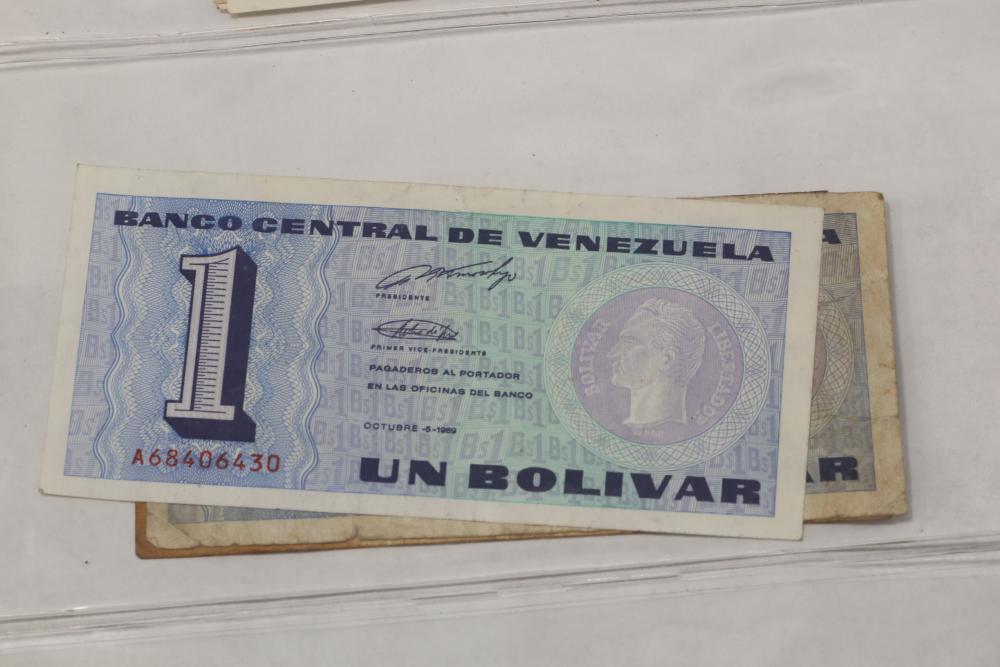 BANCO CENTRAL DE VENEZUELA
1
PRESIDENTE
PRIMER VICE-PRESIDENTE
PAGADEROS AL PORTADOR
EN LAS OFICINAS DEL BANCO
OCTUBRE -5-1989
BOLIVAR LIBERTADOR
A68406430
UN BOLIVAR
A
AR